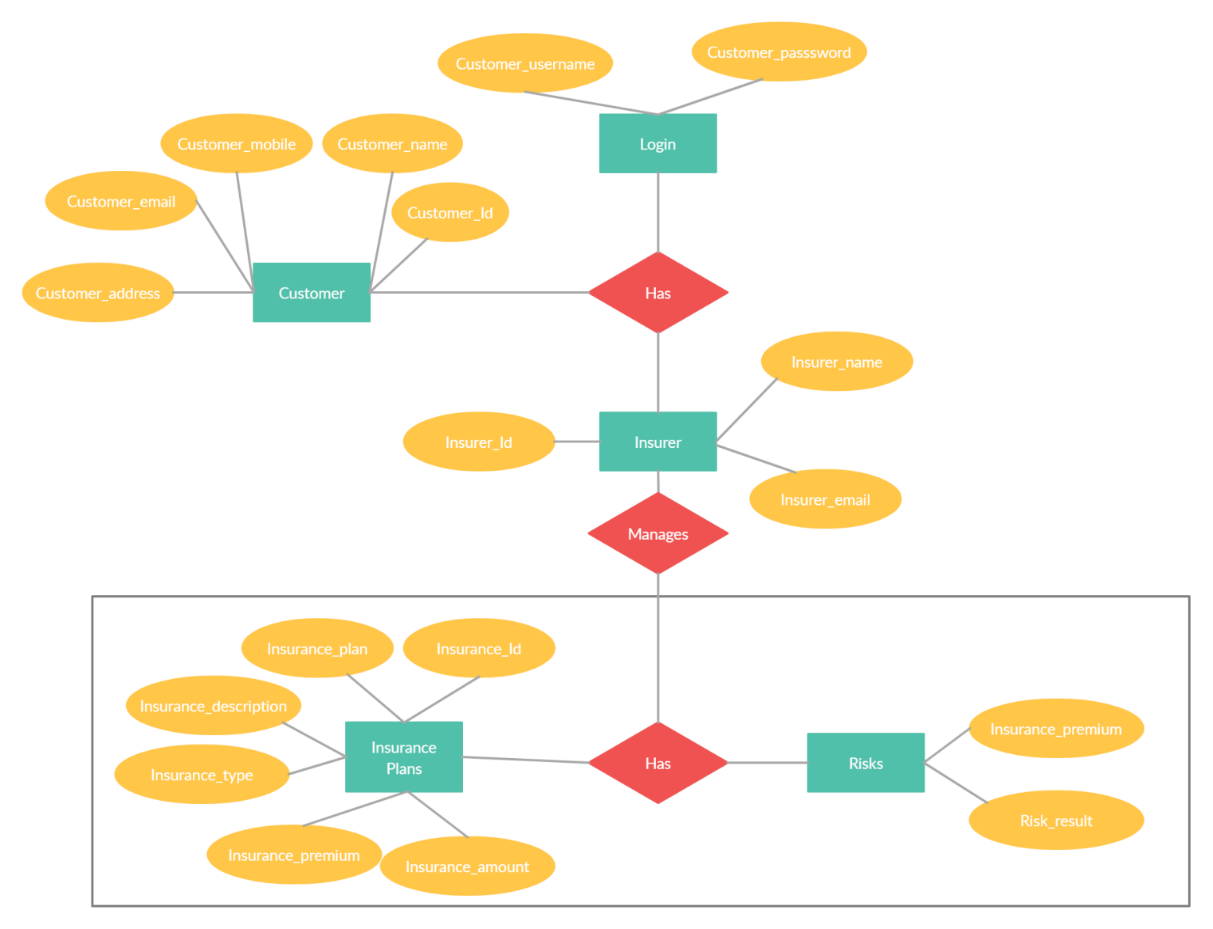 Customer_username
Customer_passsword
Login
Customer_mobile
Customer_name
Customer_email
Customer_Id
Customer_address
Customer
Has
Insurer_name
Insurer_Id
Insurer
Insurer_email
Manages
Insurance_plan
Insurance_Id
Insurance_description
Insurance_type
Insurance
Plans
Has
Risks
Insurance_premium
Risk_result
Insurance_premium
Insurance_amount